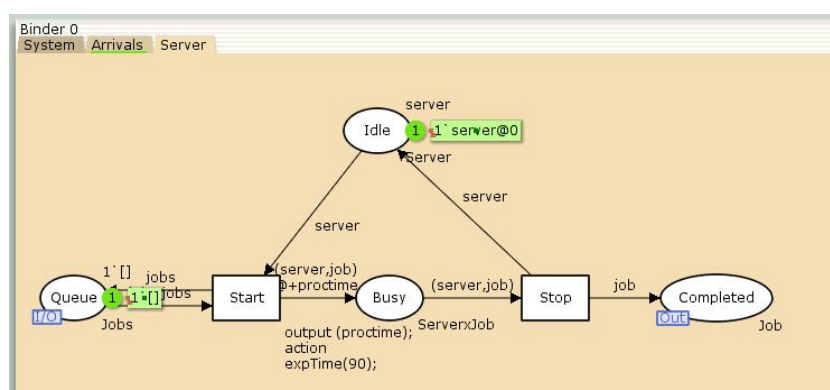 Binder 0
System Arrivals Server
server
Idle
1
1`server@0
Server
server
server
1`[]
jobs
(server,job)
@+proctime
(server,job)
job
Queue
1
1`[]
jobs
Start
Busy
Stop
Completed
I/O
Jobs
output (proctime);
action
expTime(90);
ServerxJob
Out
Job